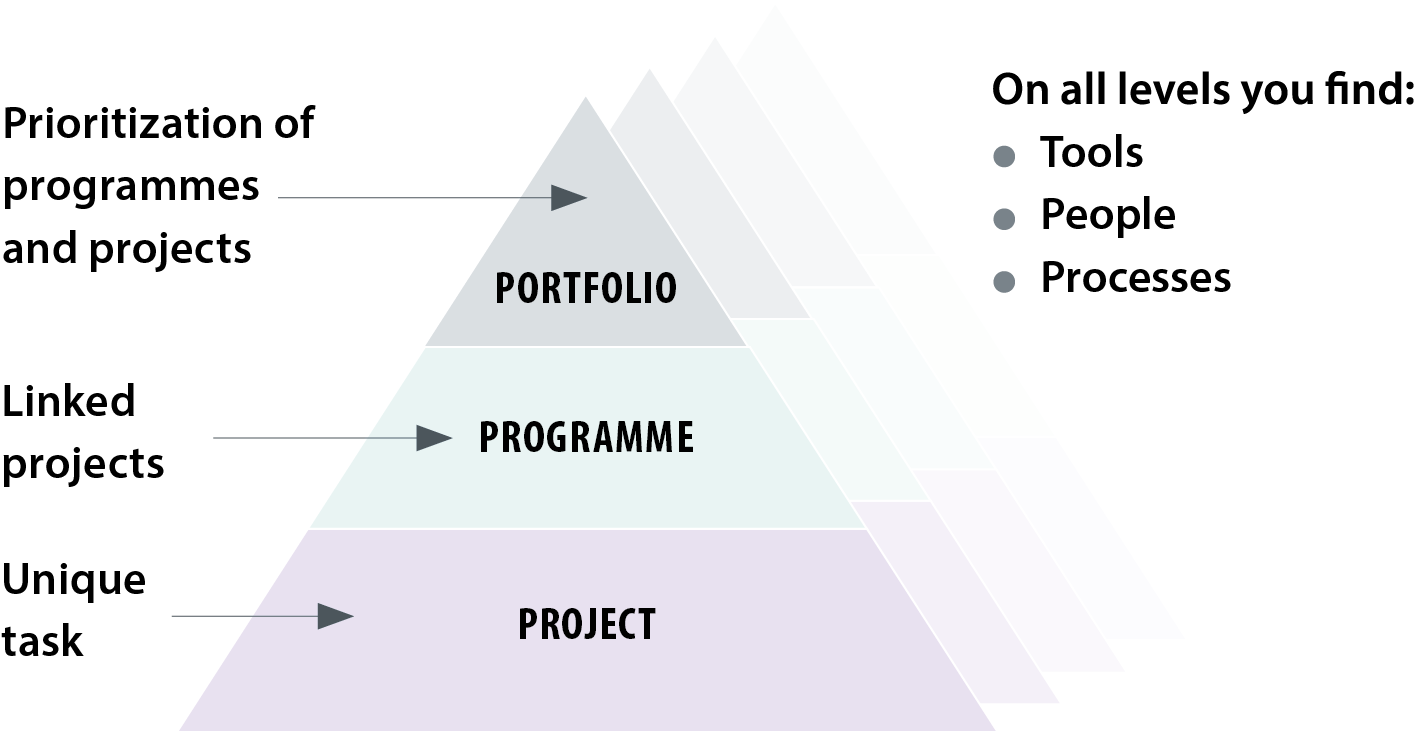 Prioritization of
programmes
and projects
PORTFOLIO
Linked
projects
PROGRAMME
Unique
task
PROJECT
On all levels you find:
Tools
People
Processes